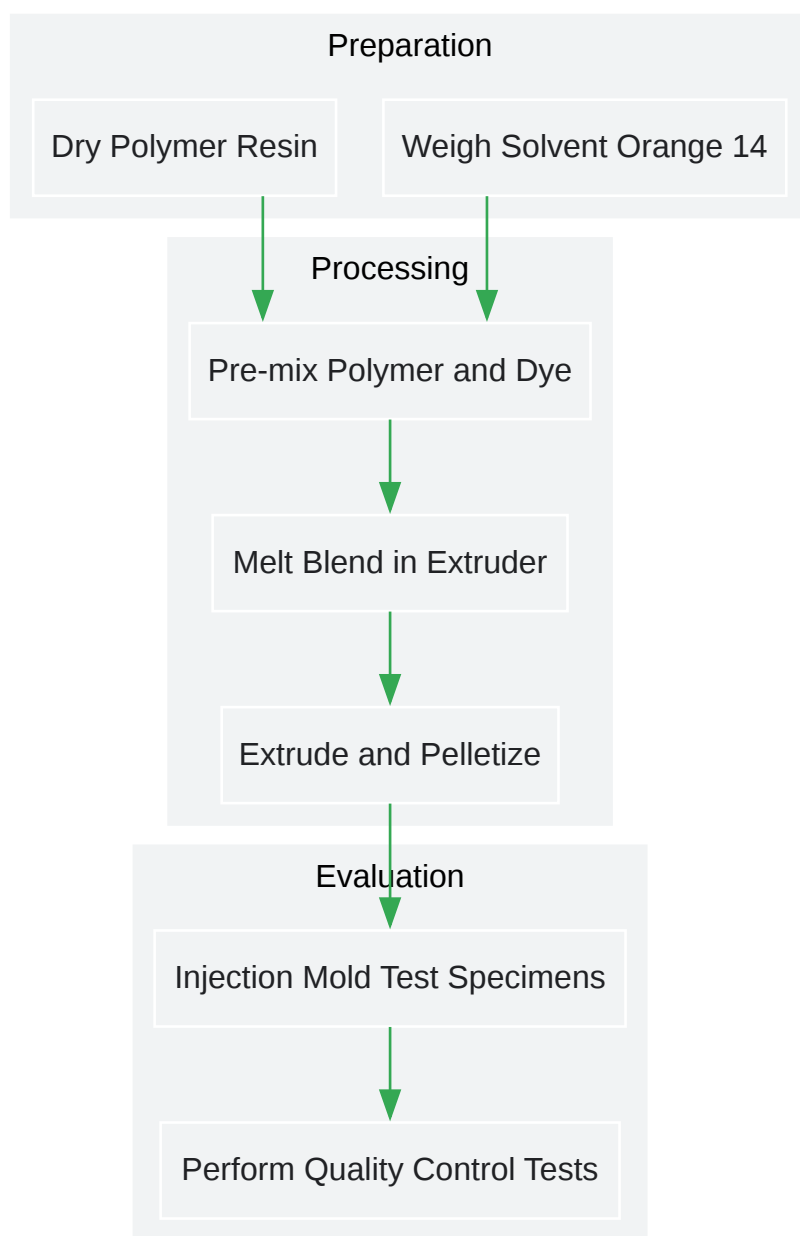 Preparation
Dry Polymer Resin
Weigh Solvent Orange 14
Processing
Pre-mix Polymer and Dye
Melt Blend in Extruder
Extrude and Pelletize
Evaluation
Injection Mold Test Specimens
Perform Quality Control Tests